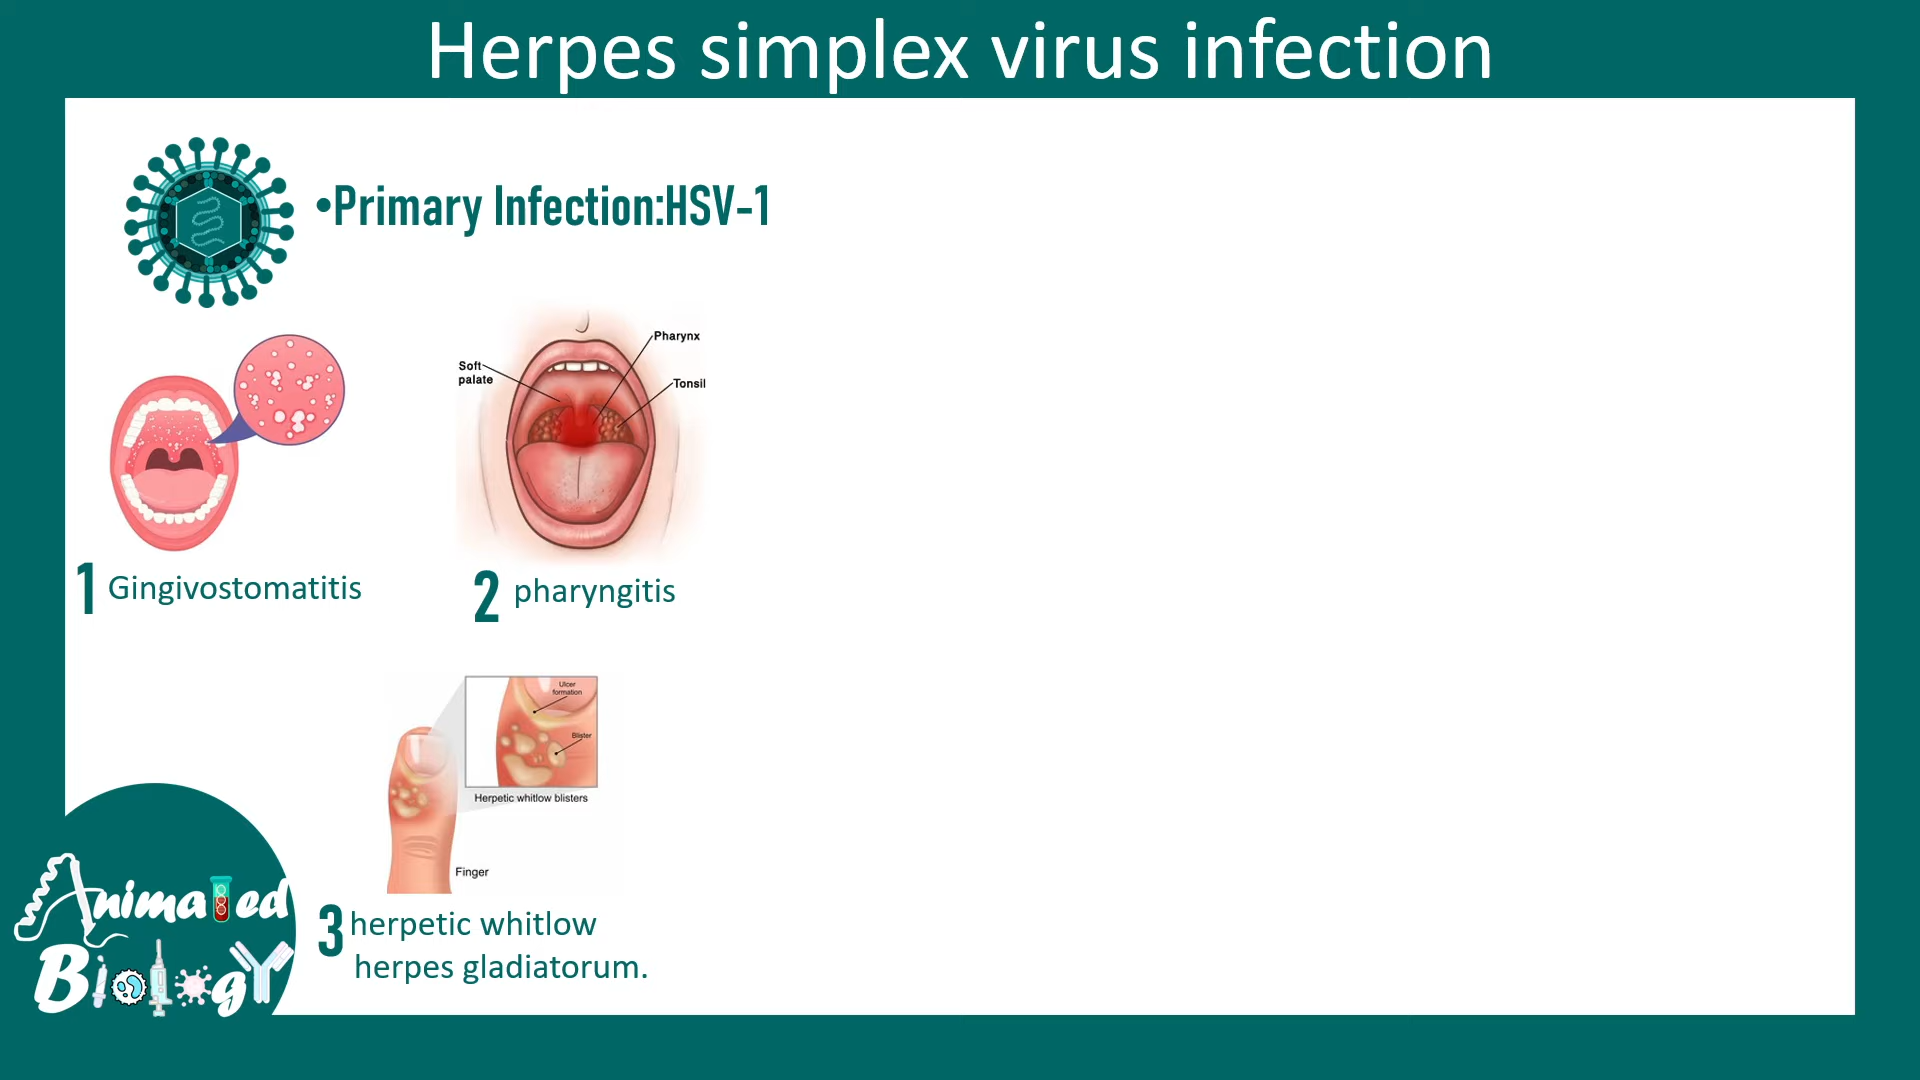 Herpes simplex virus infection
•Primary Infection:HSV-1
Soft
palate
Pharynx
Tonsil
1 Gingivostomatitis
2 pharyngitis
Ulcer
formation
Blister
Herpetic whitlow blisters
Finger
3 herpetic whitlow
herpes gladiatorum.
Animated
BiologY